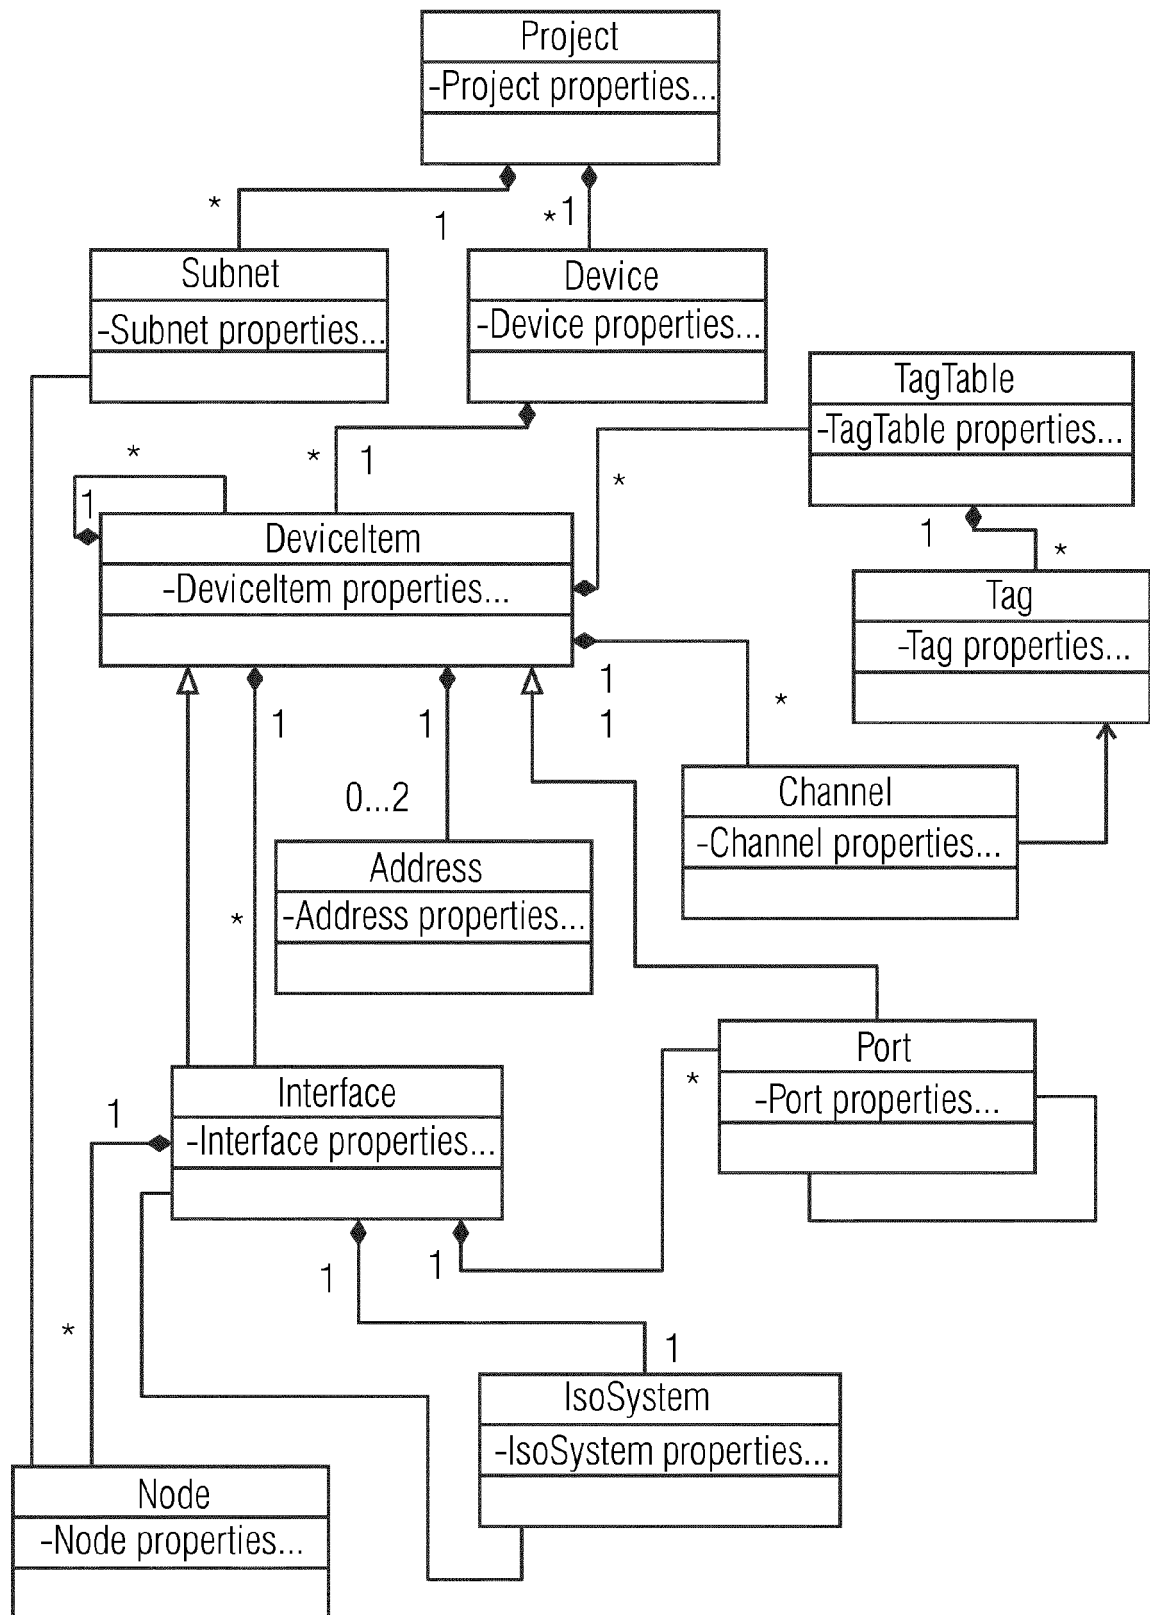 Project
-Project properties...
*
1
*1
Subnet
-Subnet properties...
Device
-Device properties...
TagTable
-TagTable properties...
*
1
*
*
1
DeviceItem
-DeviceItem properties...
1
*
Tag
-Tag properties...
1
1
1
1
*
0...2
Channel
-Channel properties...
Address
-Address properties...
*
Port
-Port properties...
*
Interface
-Interface properties...
1
1
1
*
1
IsoSystem
-IsoSystem properties...
Node
-Node properties...